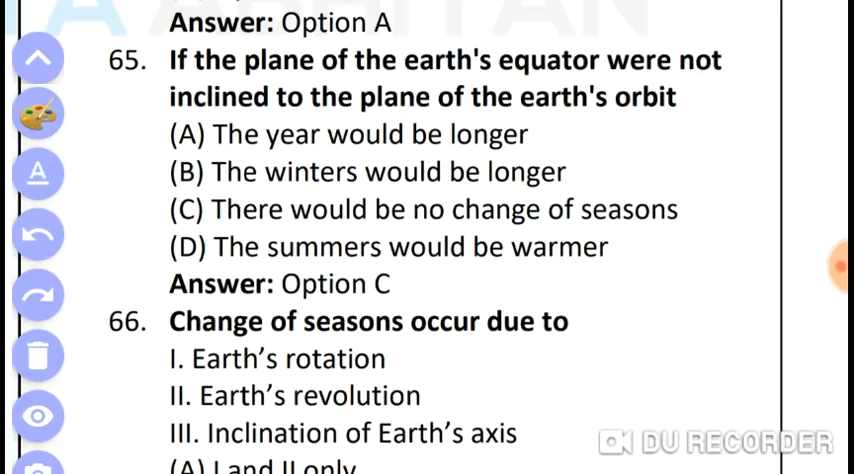 Answer: Option A
65. If the plane of the earth's equator were not
inclined to the plane of the earth's orbit
(A) The year would be longer
(B) The winters would be longer
(C) There would be no change of seasons
(D) The summers would be warmer
Answer: Option C
66. Change of seasons occur due to
I. Earth’s rotation
II. Earth’s revolution
III. Inclination of Earth’s axis
(A) I and II only
A
DU RECORDER